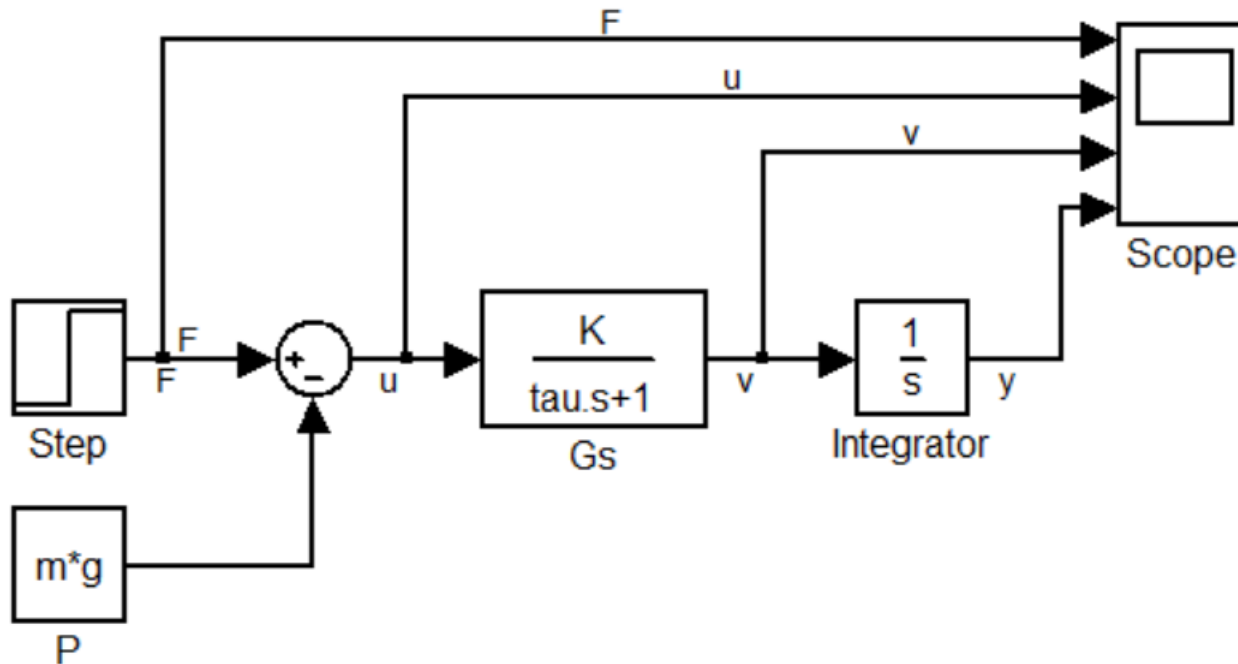 F
u
v
Scope
F
F
u
K
tau.s+1
v
1
s
y
+
−
Step
Gs
Integrator
m*g
P